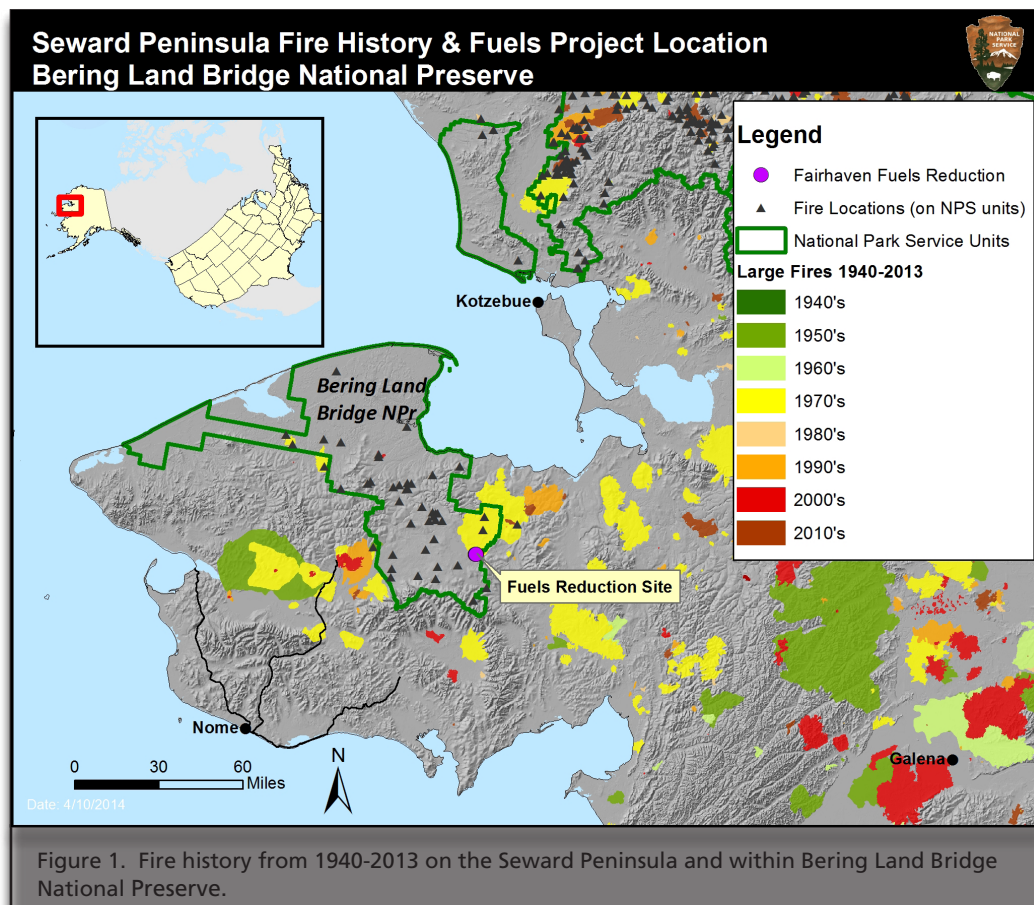 Seward Peninsula Fire History & Fuels Project Location
Bering Land Bridge National Preserve
NATIONAL
PARK
SERVICE
Legend
Fairhaven Fuels Reduction
Fire Locations (on NPS units)
National Park Service Units
Large Fires 1940-2013
1940's
1950's
1960's
1970's
1980's
1990's
2000's
2010's
Kotzebue
Bering Land
Bridge NPr
Fuels Reduction Site
Nome
Galena
N
0 30 60
Miles
Date: 4/10/2014
Figure 1. Fire history from 1940-2013 on the Seward Peninsula and within Bering Land Bridge
National Preserve.